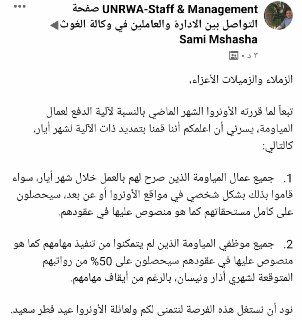 صفحة UNRWA-Staff & Management
التواصل بين الادارة والعاملين في وكالة الغوث ◀
Sami Mshasha
٣ د •
الزملاء والزميلات الأعزاء،
تبعاً لما قررته الأونروا الشهر الماضي بالنسبة لآلية الدفع لعمال
المياومة، يسرني أن اعلمكم أننا قمنا بتمديد ذات الآلية لشهر أيار،
كالتالي:
1. جميع عمال المياومة الذين صرح لهم بالعمل خلال شهر أيار، سواء
قاموا بذلك بشكل شخصي في مواقع الأونروا أو عن بعد، سيحصلون
على كامل مستحقاتهم كما هو منصوص عليها في عقودهم.
2. جميع موظفي المياومة الذين لم يتمكنوا من تنفيذ مهامهم كما هو
منصوص عليها في عقودهم سيحصلون على 50% من رواتبهم
المتوقعة لشهري أذار ونيسان، بالرغم من أيقاف مهامهم.
نود أن نستغل هذه الفرصة لنتمنى لكم ولعائلة الأونروا عيد فطر سعيد.